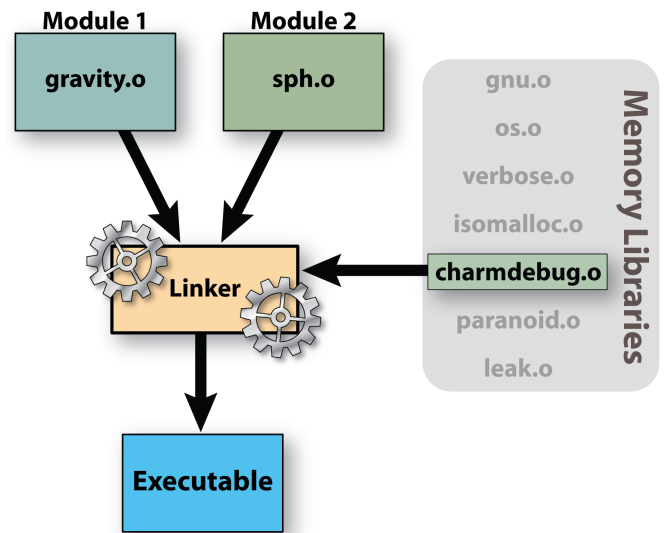 Module 1
Module 2
gravity.o
sph.o
gnu.o
os.o
verbose.o
isomalloc.o
charmdebug.o
paranoid.o
leak.o
Memory Libraries
Linker
Executable